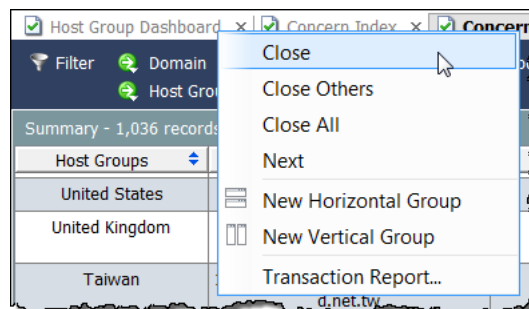 Host Group Dashboard
Concern Index
Concern
Filter
Domain
Host Grou
Close
Close Others
Close All
Next
New Horizontal Group
New Vertical Group
Transaction Report...
Summary - 1,036 records
Host Groups
United States
United Kingdom
Taiwan
d.net.tw